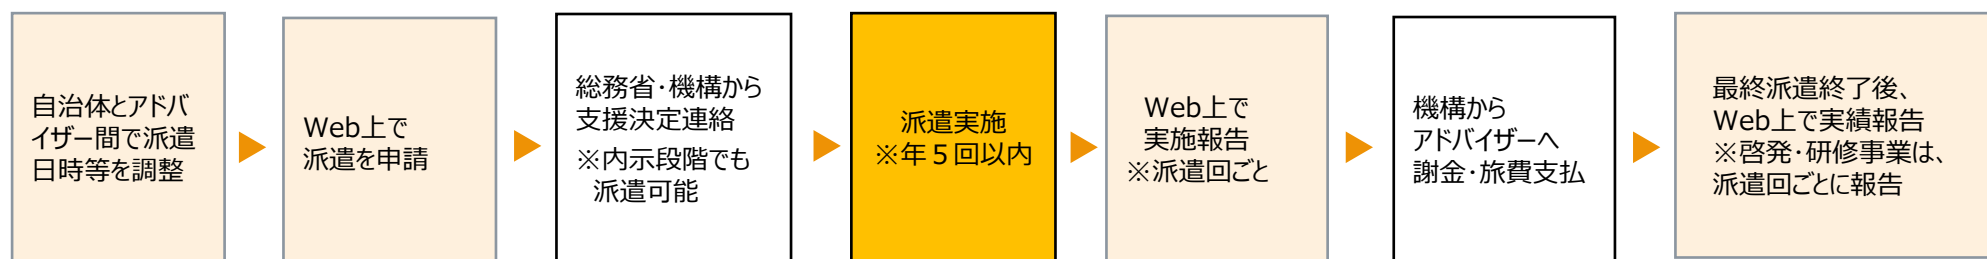 自治体とアドバ
イザー間で派遣
日時等を調整
Web上で
派遣を申請
総務省・機構から
支援決定連絡
※内示段階でも
派遣可能
派遣実施
※年５回以内
Web上で
実施報告
※派遣回ごと
機構から
アドバイザーへ
謝金・旅費支払
最終派遣終了後、
Web上で実績報告
※啓発・研修事業は、
派遣回ごとに報告